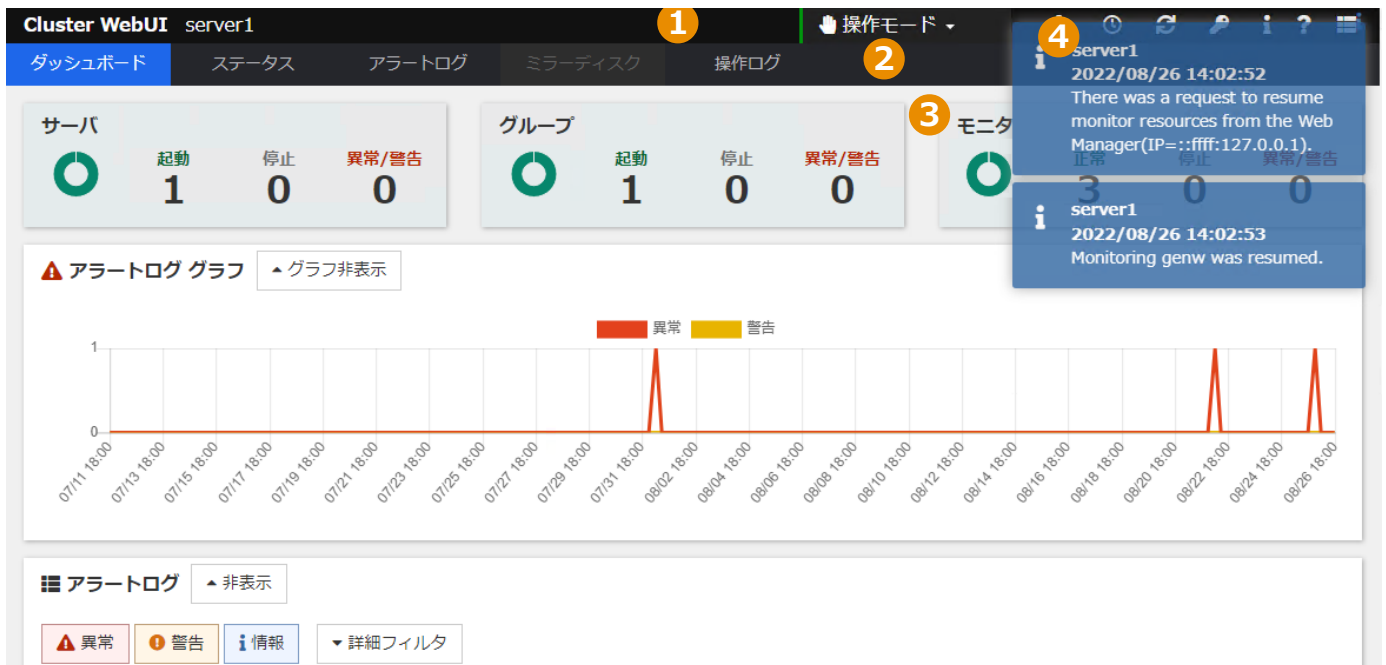 Cluster WebUI server1
1
操作モード
4
ダッシュボード
ステータス
アラートログ
ミラーディスク
操作ログ
2
3
server1
2022/08/26 14:02:52
There was a request to resume
monitor resources from the Web
Manager(IP=::ffff:127.0.0.1).
サーバ
起動
停止
異常/警告
1
0
0
グループ
起動
停止
異常/警告
1
0
0
モニタ
正常
停止
異常/警告
3
0
0
server1
2022/08/26 14:02:53
Monitoring genw was resumed.
アラートログ グラフ
グラフ非表示
異常
警告
1
0
07/11 18:00
07/13 18:00
07/15 18:00
07/17 18:00
07/19 18:00
07/21 18:00
07/23 18:00
07/25 18:00
07/27 18:00
07/29 18:00
07/31 18:00
08/02 18:00
08/04 18:00
08/06 18:00
08/08 18:00
08/10 18:00
08/12 18:00
08/14 18:00
08/16 18:00
08/18 18:00
08/20 18:00
08/22 18:00
08/24 18:00
08/26 18:00
アラートログ
非表示
異常
警告
情報
詳細フィルタ